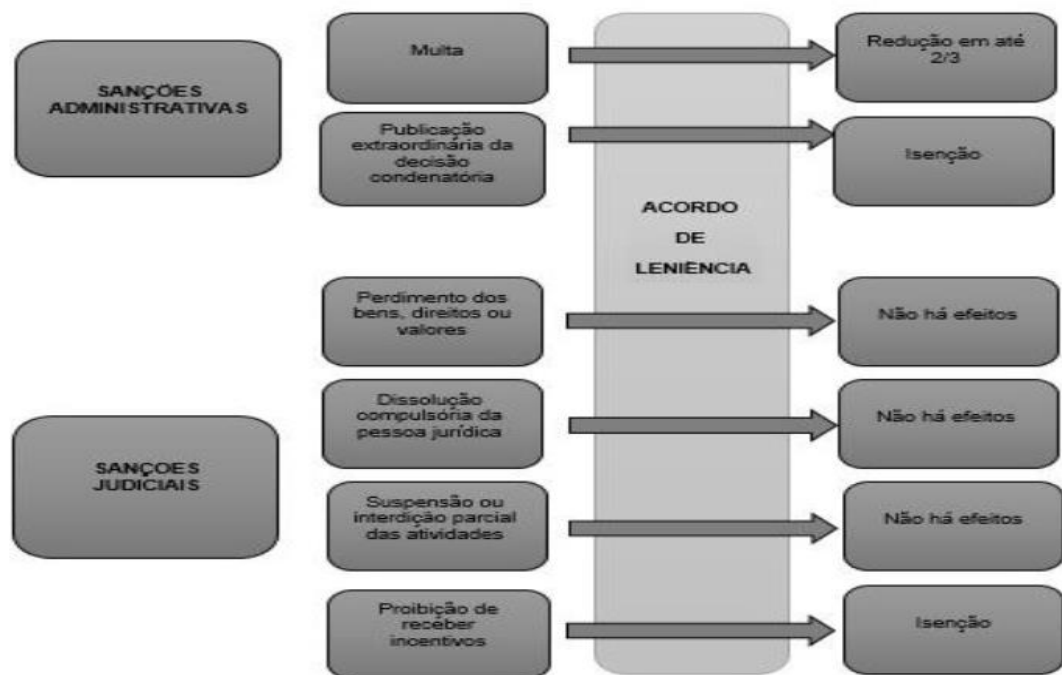 SANÇÕES
ADMINISTRATIVAS
Multa
Redução em até
2/3
Publicação
extraordinária da
decisão
condenatória
Isenção
ACORDO
DE
LENIÊNCIA
SANÇOES
JUDICIAIS
Perdimento dos
bens, direitos ou
valores
Não há efeitos
Dissolução
compulsória da
pessoa jurídica
Não há efeitos
Suspensão ou
interdição parcial
das atividades
Não há efeitos
Proibição de
receber
incentivos
Isenção